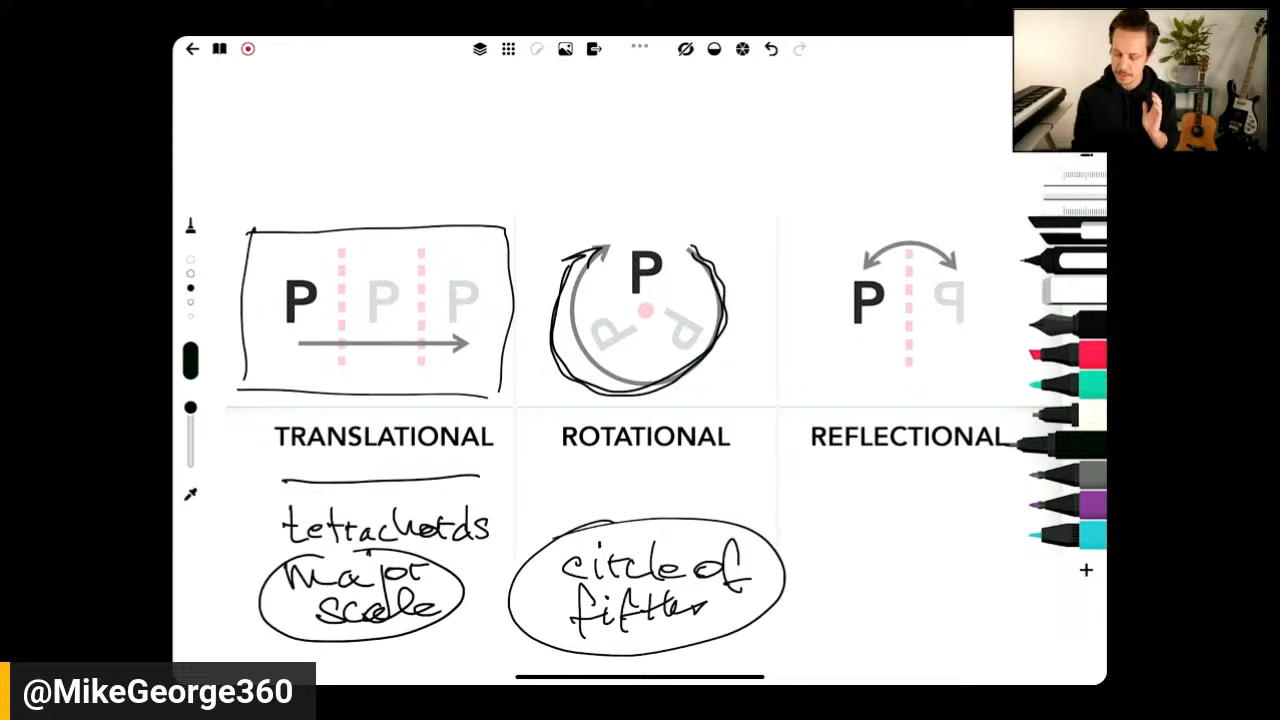 P P P
P P P
P P
TRANSLATIONAL ROTATIONAL REFLECTIONAL
tetrachords
major
scale
circle of
fifths
@MikeGeorge360